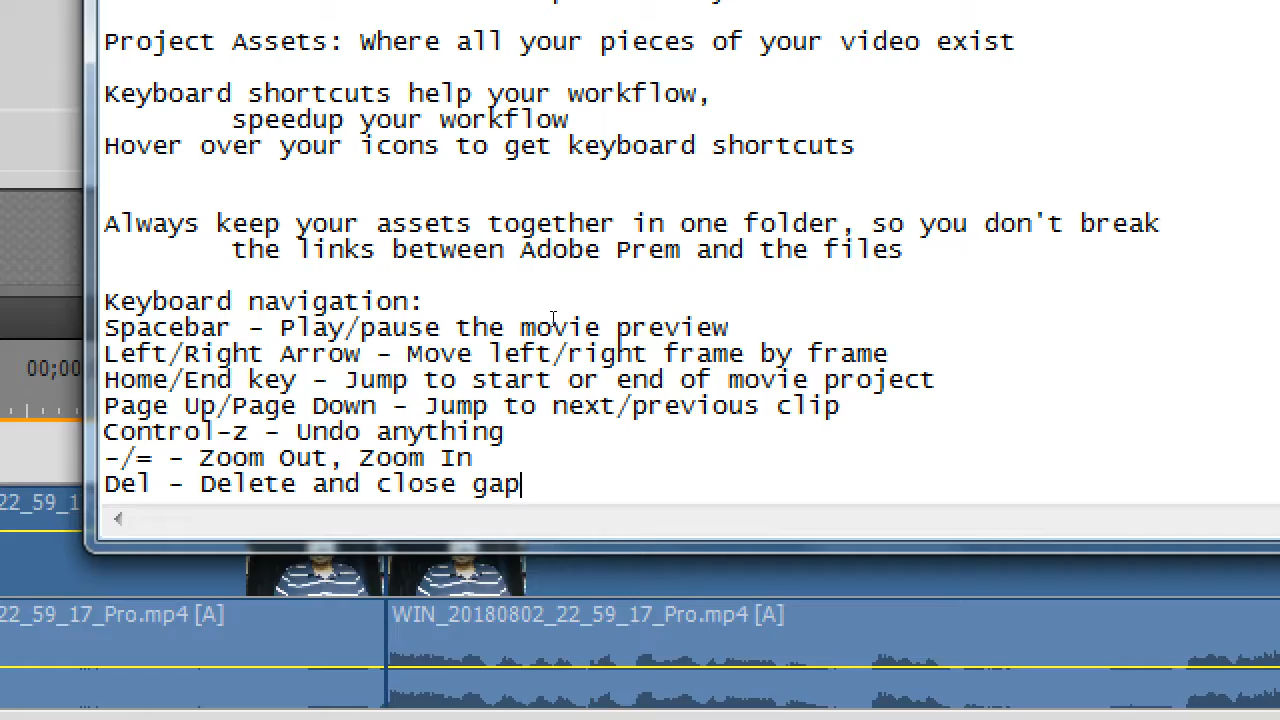 Project Assets: Where all your pieces of your video exist
Keyboard shortcuts help your workflow,
speedup your workflow
Hover over your icons to get keyboard shortcuts
Always keep your assets together in one folder, so you don't break
the links between Adobe Prem and the files
Keyboard navigation:
Spacebar - Play/pause the movie preview
Left/Right Arrow - Move left/right frame by frame
Home/End key - Jump to start or end of movie project
Page Up/Page Down - Jump to next/previous clip
Control-z - Undo anything
-/= - Zoom Out, Zoom In
Del - Delete and close gap
00;00
22_59_1
22_59_17_Pro.mp4 [A]
WIN_20180802_22_59_17_Pro.mp4 [A]